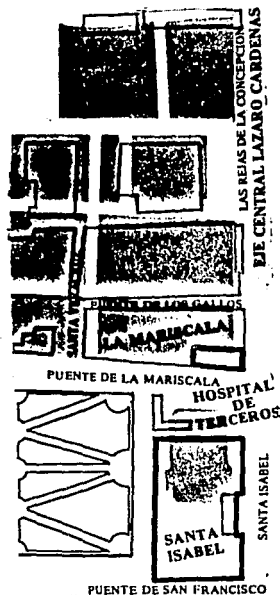 LAS REJAS DE LA CONCEPCION
EJE CENTRAL LAZARO CARDENAS
PUENTE DE LOS GALLOS
LA MARISCALA
SANTA
PUENTE DE LA MARISCALA
HOSPITAL
DE
TERCEROS
SANTA ISABEL
SANTA
ISABEL
PUENTE DE SAN FRANCISCO